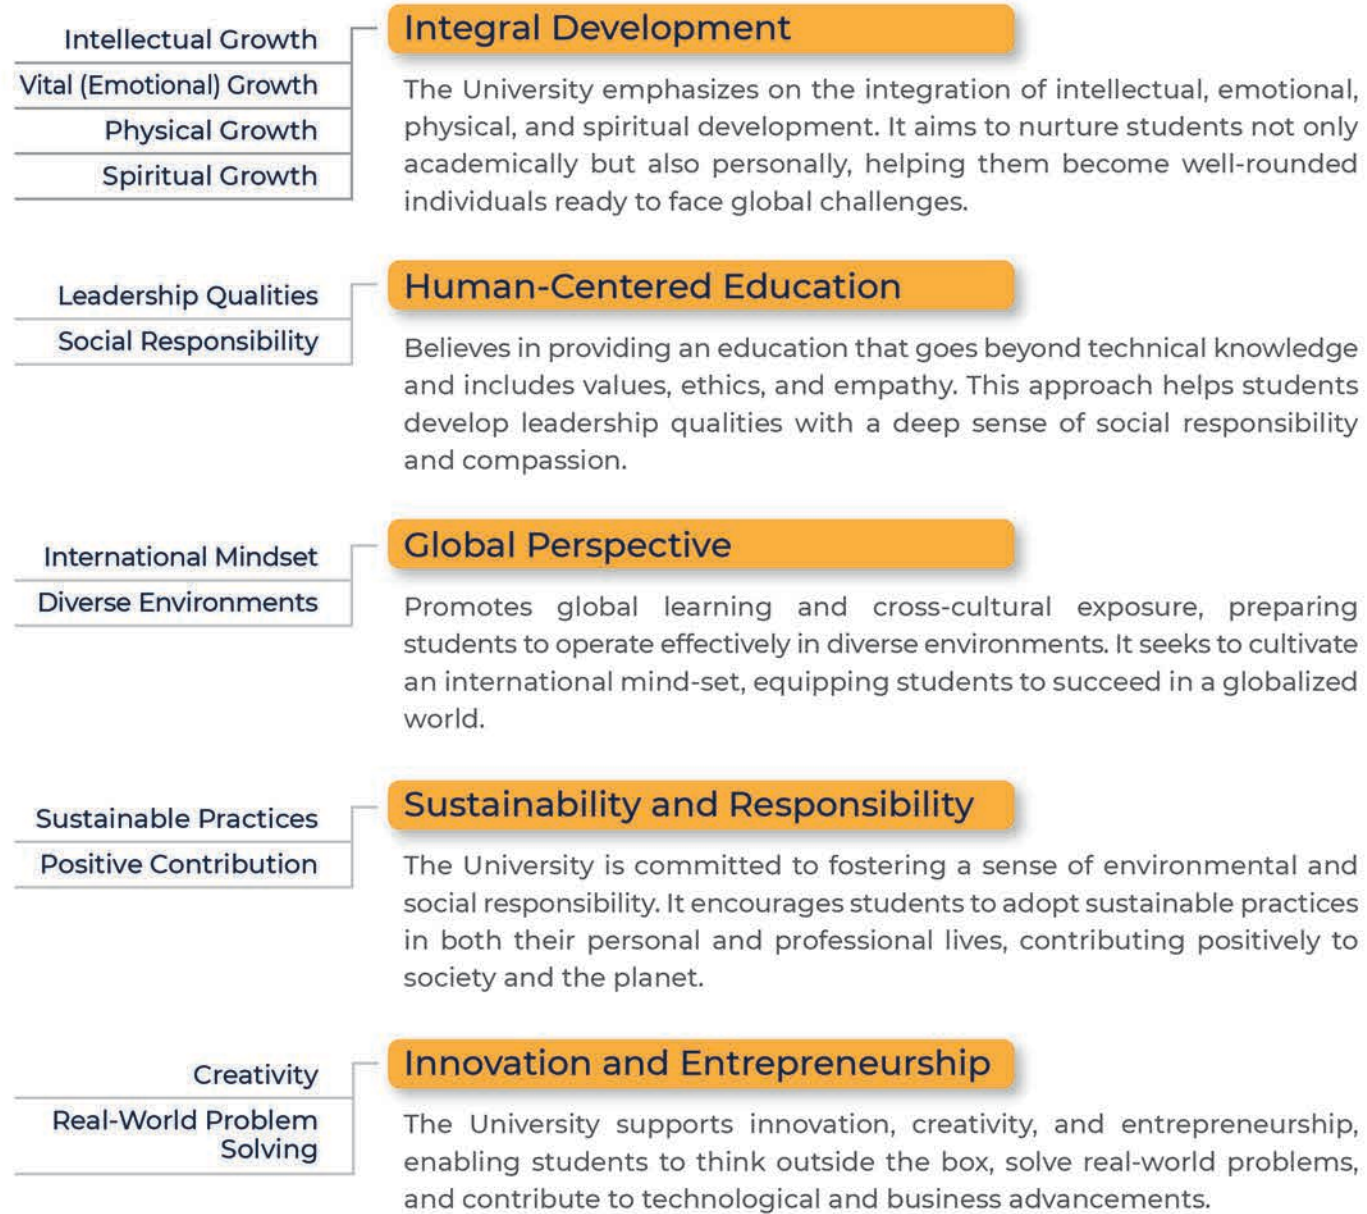 Intellectual Growth
Vital (Emotional) Growth
Physical Growth
Spiritual Growth
Integral Development
The University emphasizes on the integration of intellectual, emotional,
physical, and spiritual development. It aims to nurture students not only
academically but also personally, helping them become well-rounded
individuals ready to face global challenges.
Leadership Qualities
Social Responsibility
Human-Centered Education
Believes in providing an education that goes beyond technical knowledge
and includes values, ethics, and empathy. This approach helps students
develop leadership qualities with a deep sense of social responsibility
and compassion.
International Mindset
Diverse Environments
Global Perspective
Promotes global learning and cross-cultural exposure, preparing
students to operate effectively in diverse environments. It seeks to cultivate
an international mind-set, equipping students to succeed in a globalized
world.
Sustainable Practices
Positive Contribution
Sustainability and Responsibility
The University is committed to fostering a sense of environmental and
social responsibility. It encourages students to adopt sustainable practices
in both their personal and professional lives, contributing positively to
society and the planet.
Creativity
Real-World Problem
Solving
Innovation and Entrepreneurship
The University supports innovation, creativity, and entrepreneurship,
enabling students to think outside the box, solve real-world problems,
and contribute to technological and business advancements.